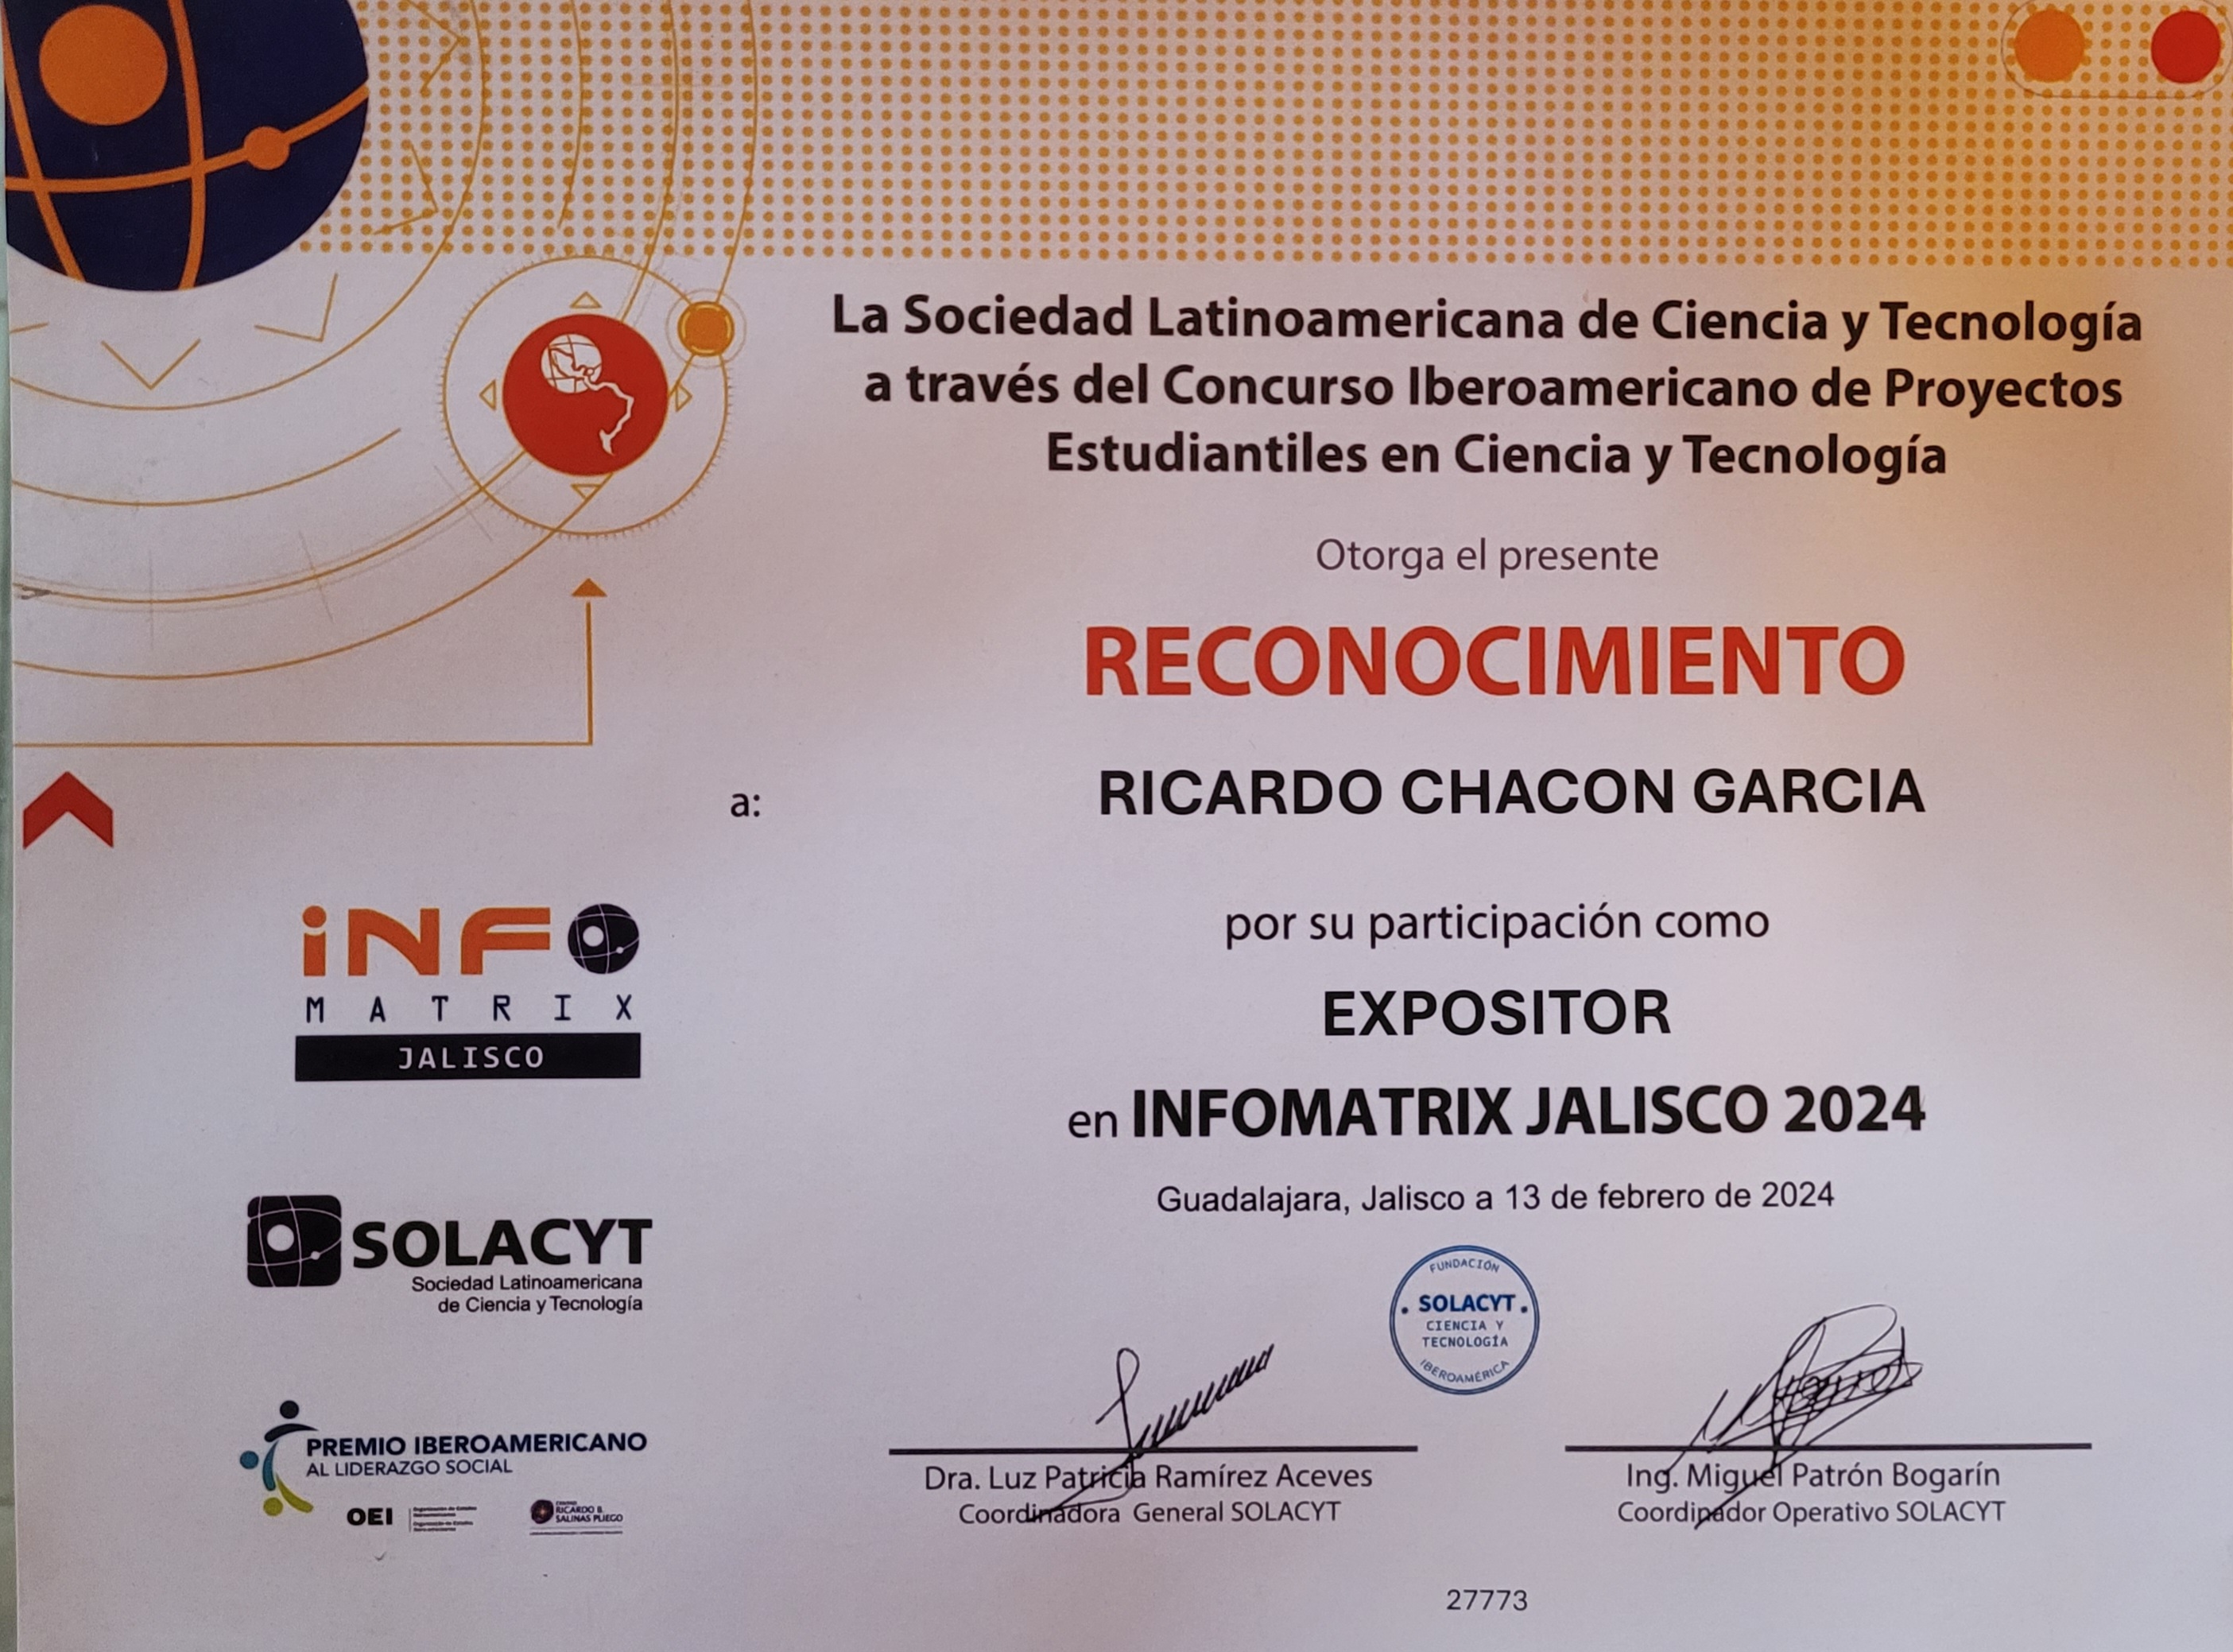 La Sociedad Latinoamericana de Ciencia y Tecnología
a través del Concurso Iberoamericano de Proyectos
Estudiantiles en Ciencia y Tecnología
Otorga el presente
RECONOCIMIENTO
a:
RICARDO CHACON GARCIA
por su participación como
EXPOSITOR
en INFOMATRIX JALISCO 2024
Guadalajara, Jalisco a 13 de febrero de 2024
iNFO
MATRIX
JALISCO
SOLACYT
Sociedad Latinoamericana
de Ciencia y Tecnología
PREMIO IBEROAMERICANO
AL LIDERAZGO SOCIAL
OEI
RICARDO B.
SALINAS PLIEGO
FUNDACIÓN
SOLACYT
CIENCIA Y
TECNOLOGÍA
IBEROAMÉRICA
Dra. Luz Patricia Ramírez Aceves
Coordinadora General SOLACYT
Ing. Miguel Patrón Bogarín
Coordinador Operativo SOLACYT
27773